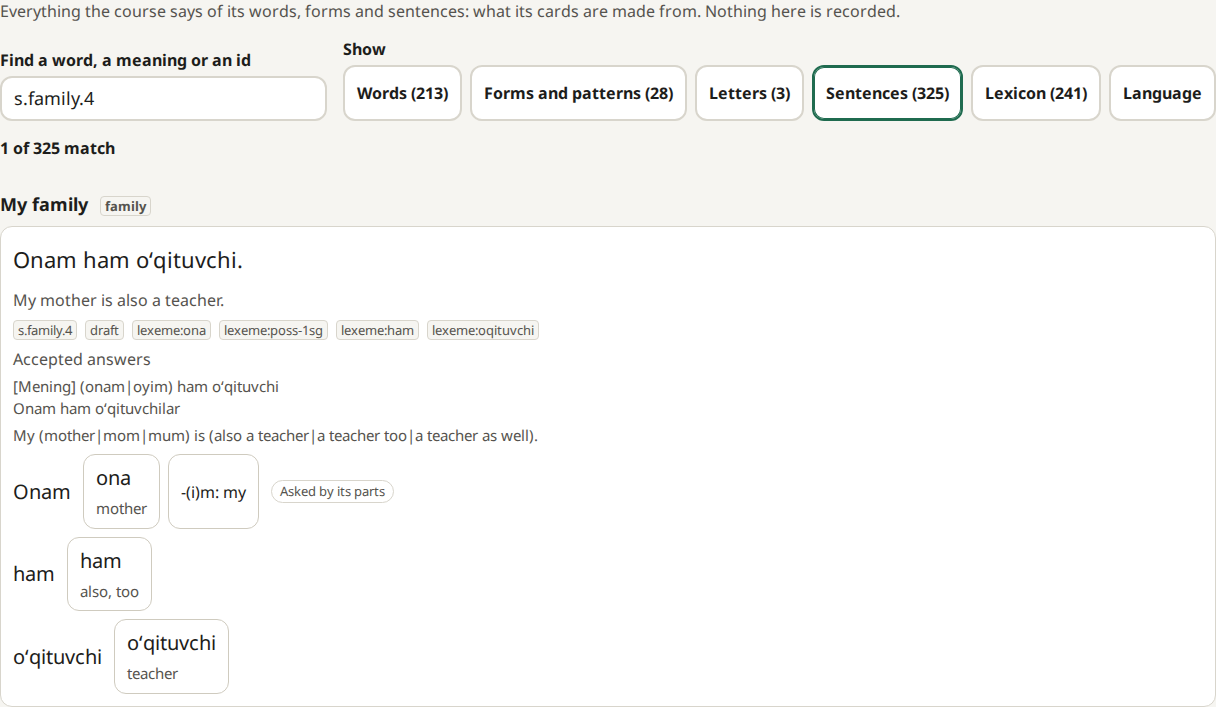 Everything the course says of its words, forms and sentences: what its cards are made from. Nothing here is recorded.
Find a word, a meaning or an id
s.family.4
Show
Words (213)
Forms and patterns (28)
Letters (3)
Sentences (325)
Lexicon (241)
Language
1 of 325 match
My family family
Onam ham oʻqituvchi.
My mother is also a teacher.
s.family.4 draft lexeme:ona lexeme:poss-1sg lexeme:ham lexeme:oqituvchi
Accepted answers
[Mening] (onam|oyim) ham oʻqituvchi
Onam ham oʻqituvchilar
My (mother|mom|mum) is (also a teacher|a teacher too|a teacher as well).
Onam
ona
mother
-(i)m: my
Asked by its parts
ham
ham
also, too
oʻqituvchi
oʻqituvchi
teacher